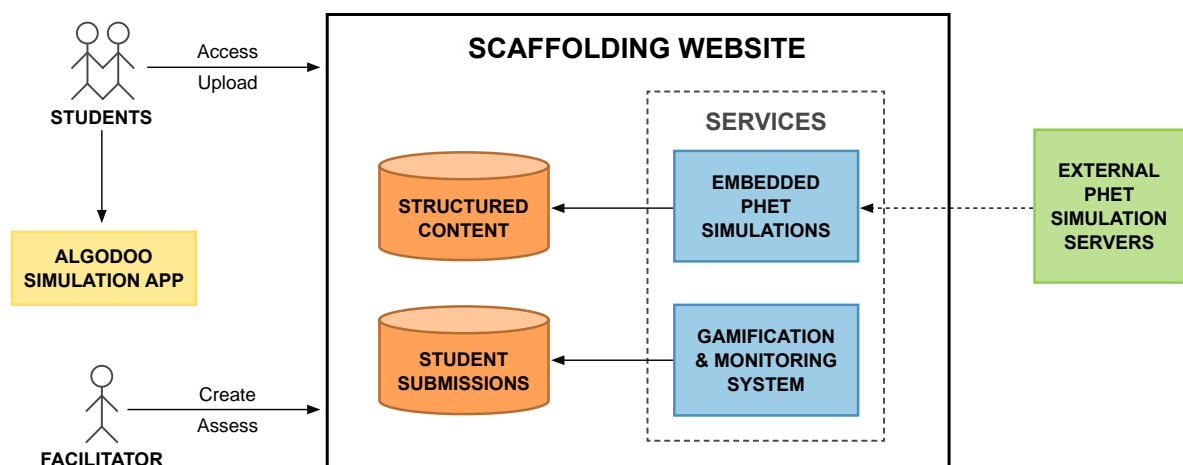 SCAFFOLDING WEBSITE
Access
Upload
STUDENTS
SERVICES
STRUCTURED
CONTENT
EMBEDDED
PHET
SIMULATIONS
EXTERNAL
PHET
SIMULATION
SERVERS
ALGODOO
SIMULATION APP
STUDENT
SUBMISSIONS
GAMIFICATION
& MONITORING
SYSTEM
Create
Assess
FACILITATOR